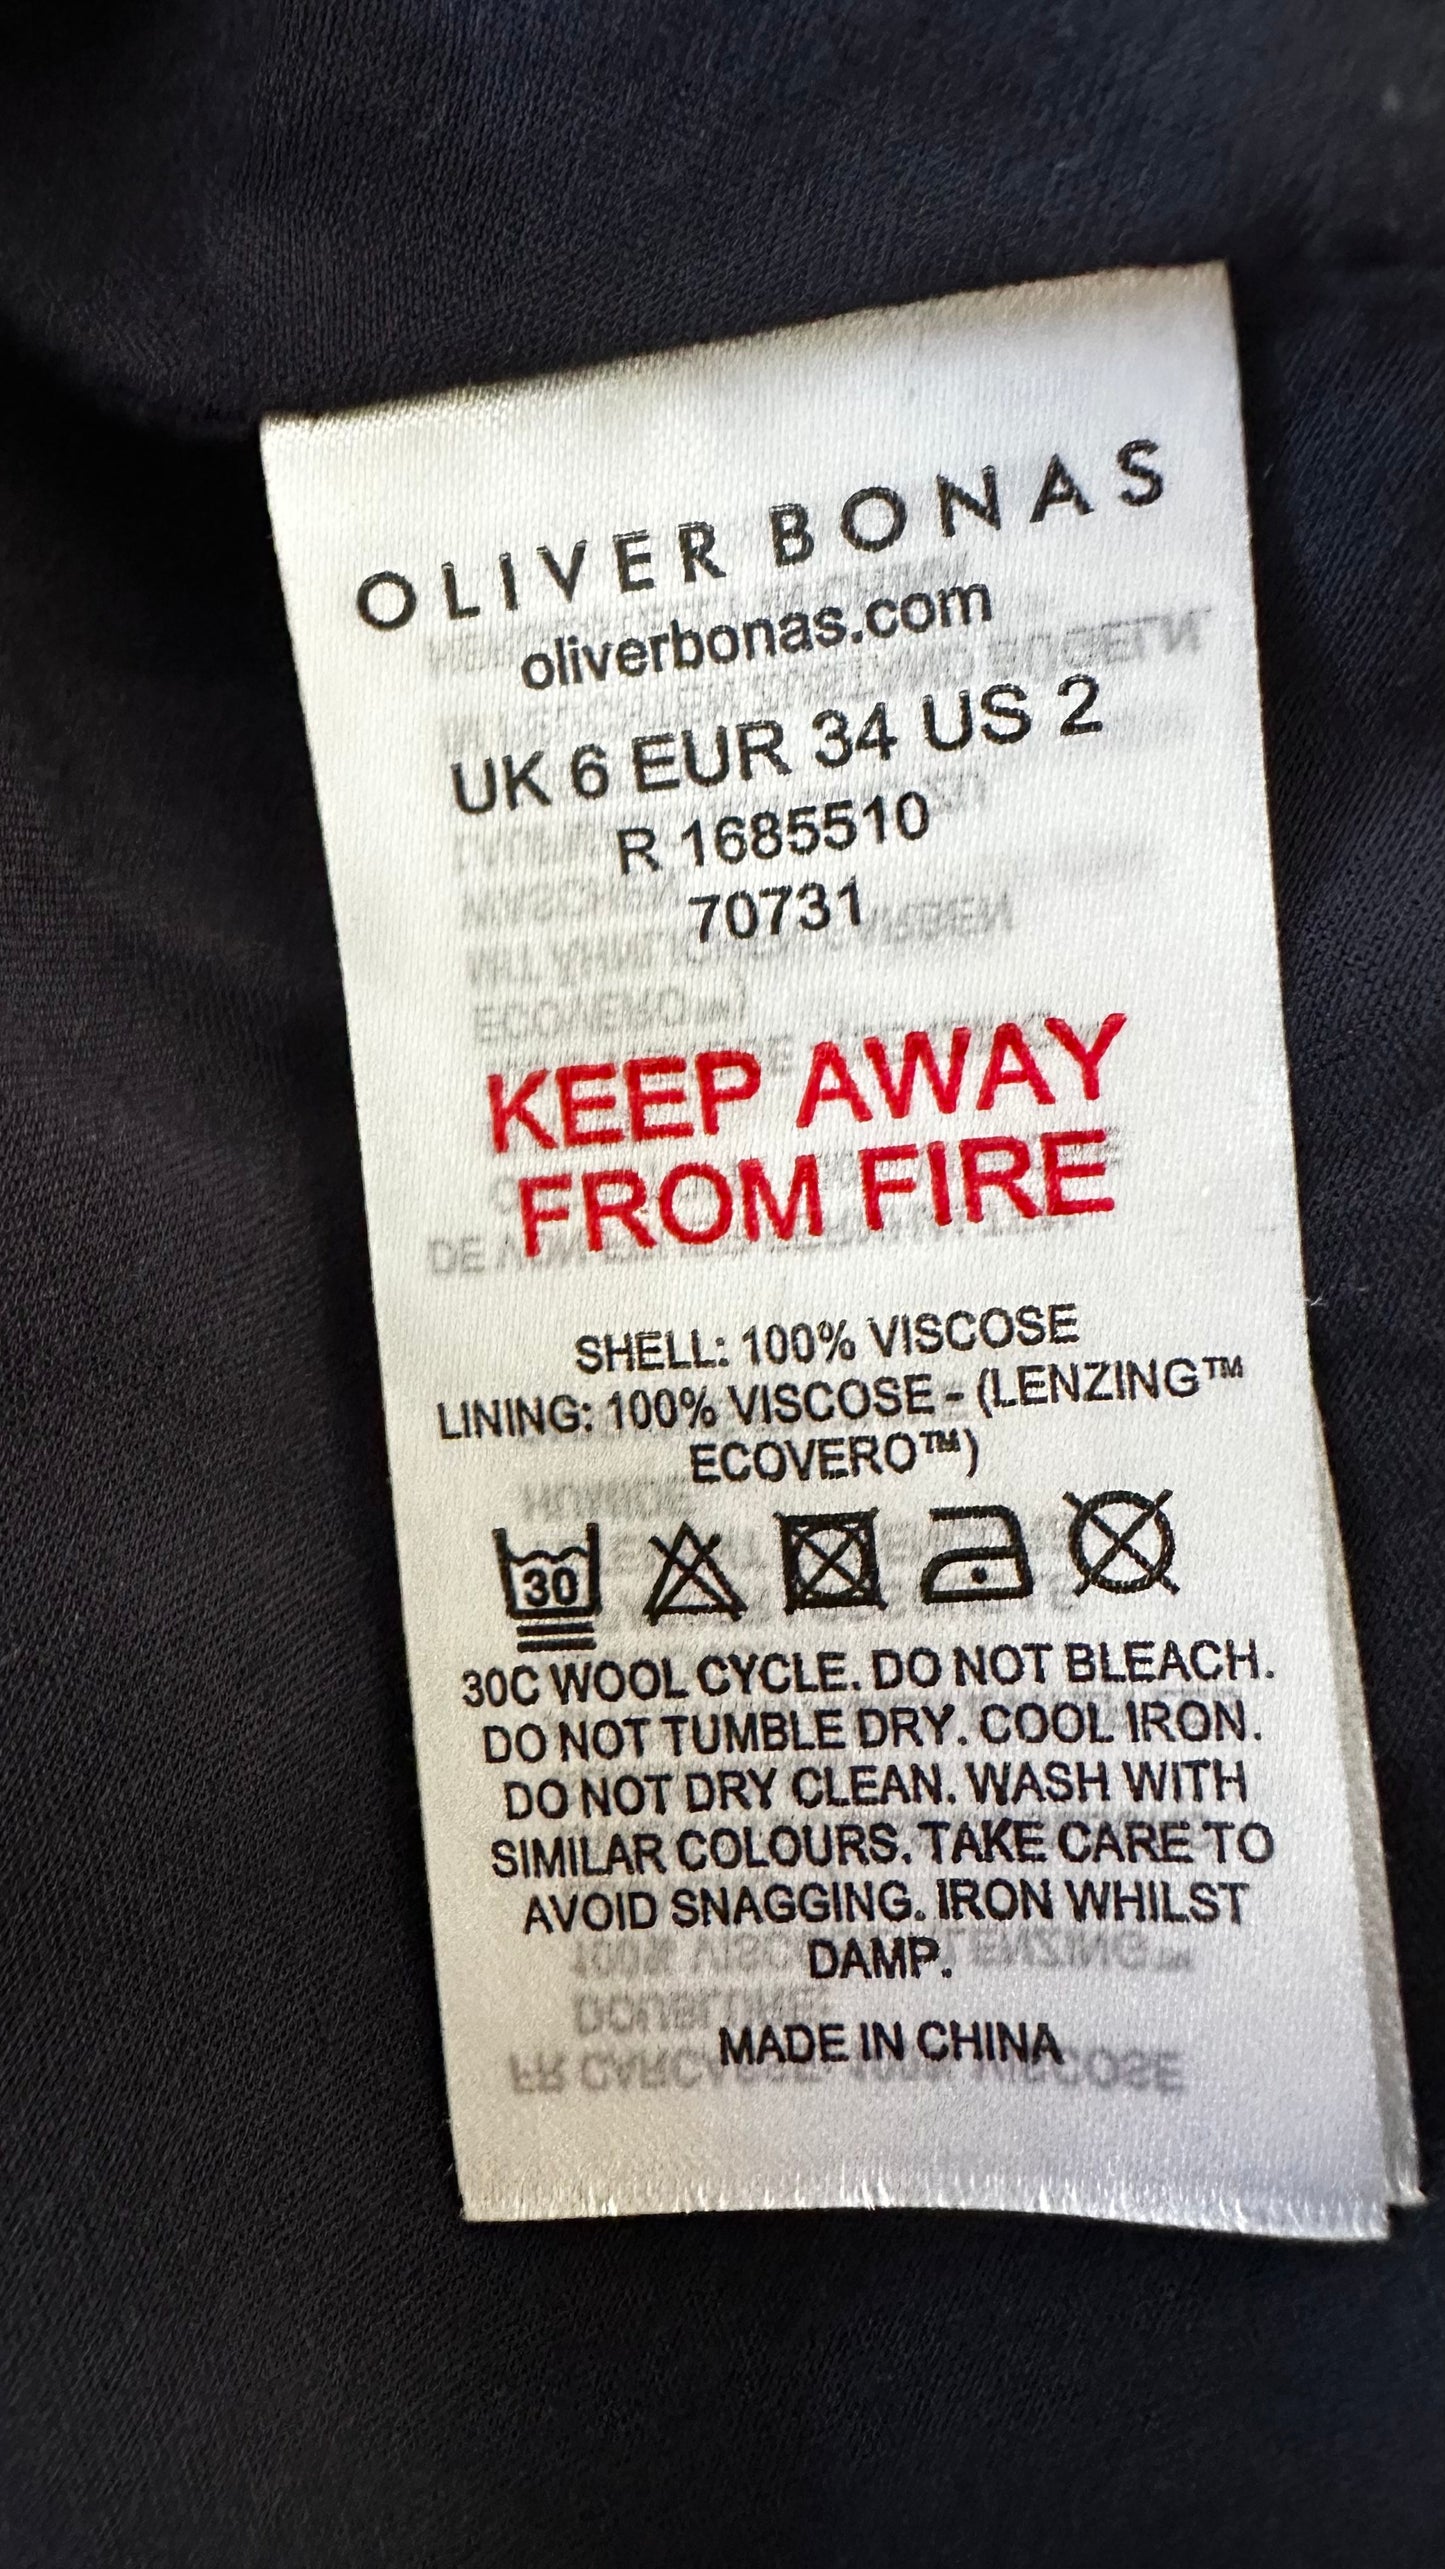 OLIVER BONAS
oliverbonas.com
UK 6 EUR 34 US 2
R 1685510
70731
KEEP AWAY
FROM FIRE
SHELL: 100% VISCOSE
LINING: 100% VISCOSE - (LENZING™
ECOVERO™)
30
30C WOOL CYCLE. DO NOT BLEACH.
DO NOT TUMBLE DRY. COOL IRON.
DO NOT DRY CLEAN. WASH WITH
SIMILAR COLOURS. TAKE CARE TO
AVOID SNAGGING. IRON WHILST
DAMP.
MADE IN CHINA